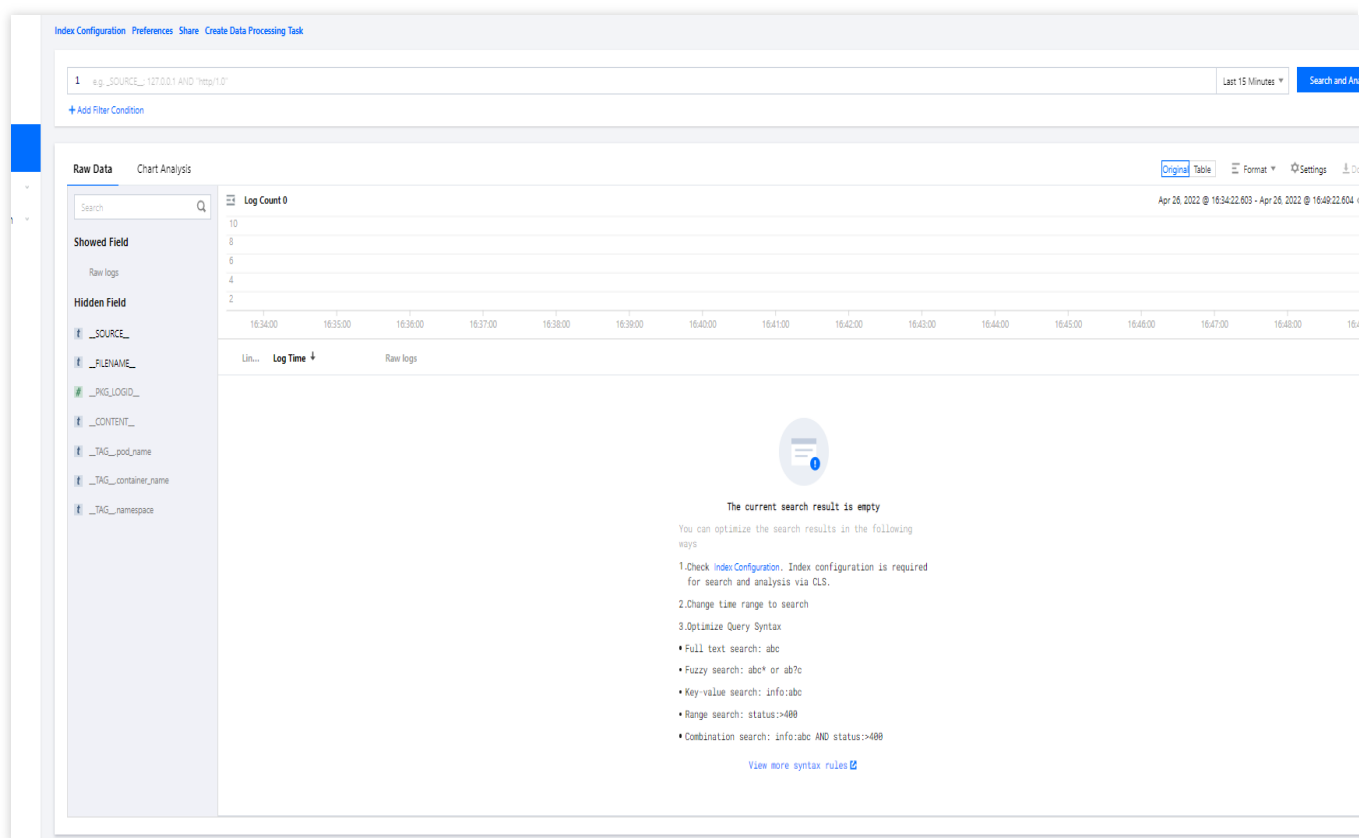 Index Configuration Preferences Share Create Data Processing Task
1 e.g. _SOURCE_: 127.0.0.1 AND "http/1.0"
Last 15 Minutes
Search and Ana
+ Add Filter Condition
Raw Data Chart Analysis
Original Table Format Settings Do
Search
Log Count 0
Apr 26, 2022 @ 16:34:22.603 - Apr 26, 2022 @ 16:49:22.604
10
8
6
4
2
16:34:00 16:35:00 16:36:00 16:37:00 16:38:00 16:39:00 16:40:00 16:41:00 16:42:00 16:43:00 16:44:00 16:45:00 16:46:00 16:47:00 16:48:00 16:4
Showed Field
Raw logs
Hidden Field
t __SOURCE__
t __FILENAME__
# __PKG_LOGID__
t __CONTENT__
t __TAG__.pod_name
t __TAG__.container_name
t __TAG__.namespace
Lin... Log Time Raw logs
The current search result is empty
You can optimize the search results in the following
ways
1.Check Index Configuration. Index configuration is required
for search and analysis via CLS.
2.Change time range to search
3.Optimize Query Syntax
• Full text search: abc
• Fuzzy search: abc* or ab?c
• Key-value search: info:abc
• Range search: status:>400
• Combination search: info:abc AND status:>400
View more syntax rules